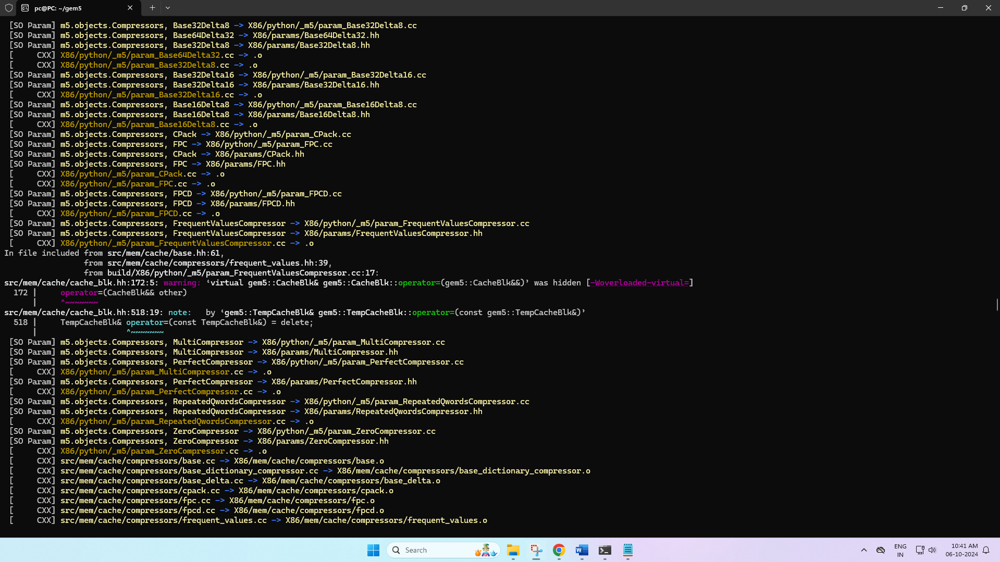 pc@PC: ~/gem5
[SO Param] m5.objects.Compressors, Base32Delta8 -> X86/python/_m5/param_Base32Delta8.cc
[SO Param] m5.objects.Compressors, Base64Delta32 -> X86/params/Base64Delta32.hh
[SO Param] m5.objects.Compressors, Base32Delta8 -> X86/params/Base32Delta8.hh
[     CXX] X86/python/_m5/param_Base64Delta32.cc -> .o
[     CXX] X86/python/_m5/param_Base32Delta8.cc -> .o
[SO Param] m5.objects.Compressors, Base32Delta16 -> X86/python/_m5/param_Base32Delta16.cc
[SO Param] m5.objects.Compressors, Base32Delta16 -> X86/params/Base32Delta16.hh
[     CXX] X86/python/_m5/param_Base32Delta16.cc -> .o
[SO Param] m5.objects.Compressors, Base16Delta8 -> X86/python/_m5/param_Base16Delta8.cc
[SO Param] m5.objects.Compressors, Base16Delta8 -> X86/params/Base16Delta8.hh
[     CXX] X86/python/_m5/param_Base16Delta8.cc -> .o
[SO Param] m5.objects.Compressors, CPack -> X86/python/_m5/param_CPack.cc
[SO Param] m5.objects.Compressors, FPC -> X86/python/_m5/param_FPC.cc
[SO Param] m5.objects.Compressors, CPack -> X86/params/CPack.hh
[SO Param] m5.objects.Compressors, FPC -> X86/params/FPC.hh
[     CXX] X86/python/_m5/param_CPack.cc -> .o
[     CXX] X86/python/_m5/param_FPC.cc -> .o
[SO Param] m5.objects.Compressors, FPCD -> X86/python/_m5/param_FPCD.cc
[SO Param] m5.objects.Compressors, FPCD -> X86/params/FPCD.hh
[     CXX] X86/python/_m5/param_FPCD.cc -> .o
[SO Param] m5.objects.Compressors, FrequentValuesCompressor -> X86/python/_m5/param_FrequentValuesCompressor.cc
[SO Param] m5.objects.Compressors, FrequentValuesCompressor -> X86/params/FrequentValuesCompressor.hh
[     CXX] X86/python/_m5/param_FrequentValuesCompressor.cc -> .o
In file included from src/mem/cache/base.hh:61,
                 from src/mem/cache/compressors/frequent_values.hh:39,
                 from build/X86/python/_m5/param_FrequentValuesCompressor.cc:17:
src/mem/cache/cache_blk.hh:172:5: warning: ‘virtual gem5::CacheBlk& gem5::CacheBlk::operator=(gem5::CacheBlk&&)’ was hidden [-Woverloaded-virtual=]
  172 |     operator=(CacheBlk&& other)
      |     ^~~~~~~~
src/mem/cache/cache_blk.hh:518:19: note:   by ‘gem5::TempCacheBlk& gem5::TempCacheBlk::operator=(const gem5::TempCacheBlk&)’
  518 |     TempCacheBlk& operator=(const TempCacheBlk&) = delete;
      |                   ^~~~~~~~
[SO Param] m5.objects.Compressors, MultiCompressor -> X86/python/_m5/param_MultiCompressor.cc
[SO Param] m5.objects.Compressors, MultiCompressor -> X86/params/MultiCompressor.hh
[SO Param] m5.objects.Compressors, PerfectCompressor -> X86/python/_m5/param_PerfectCompressor.cc
[     CXX] X86/python/_m5/param_MultiCompressor.cc -> .o
[SO Param] m5.objects.Compressors, PerfectCompressor -> X86/params/PerfectCompressor.hh
[     CXX] X86/python/_m5/param_PerfectCompressor.cc -> .o
[SO Param] m5.objects.Compressors, RepeatedQwordsCompressor -> X86/python/_m5/param_RepeatedQwordsCompressor.cc
[SO Param] m5.objects.Compressors, RepeatedQwordsCompressor -> X86/params/RepeatedQwordsCompressor.hh
[     CXX] X86/python/_m5/param_RepeatedQwordsCompressor.cc -> .o
[SO Param] m5.objects.Compressors, ZeroCompressor -> X86/python/_m5/param_ZeroCompressor.cc
[SO Param] m5.objects.Compressors, ZeroCompressor -> X86/params/ZeroCompressor.hh
[     CXX] X86/python/_m5/param_ZeroCompressor.cc -> .o
[     CXX] src/mem/cache/compressors/base.cc -> X86/mem/cache/compressors/base.o
[     CXX] src/mem/cache/compressors/base_dictionary_compressor.cc -> X86/mem/cache/compressors/base_dictionary_compressor.o
[     CXX] src/mem/cache/compressors/base_delta.cc -> X86/mem/cache/compressors/base_delta.o
[     CXX] src/mem/cache/compressors/cpack.cc -> X86/mem/cache/compressors/cpack.o
[     CXX] src/mem/cache/compressors/fpc.cc -> X86/mem/cache/compressors/fpc.o
[     CXX] src/mem/cache/compressors/fpcd.cc -> X86/mem/cache/compressors/fpcd.o
[     CXX] src/mem/cache/compressors/frequent_values.cc -> X86/mem/cache/compressors/frequent_values.o
Search
ENG
IN
10:41 AM
06-10-2024